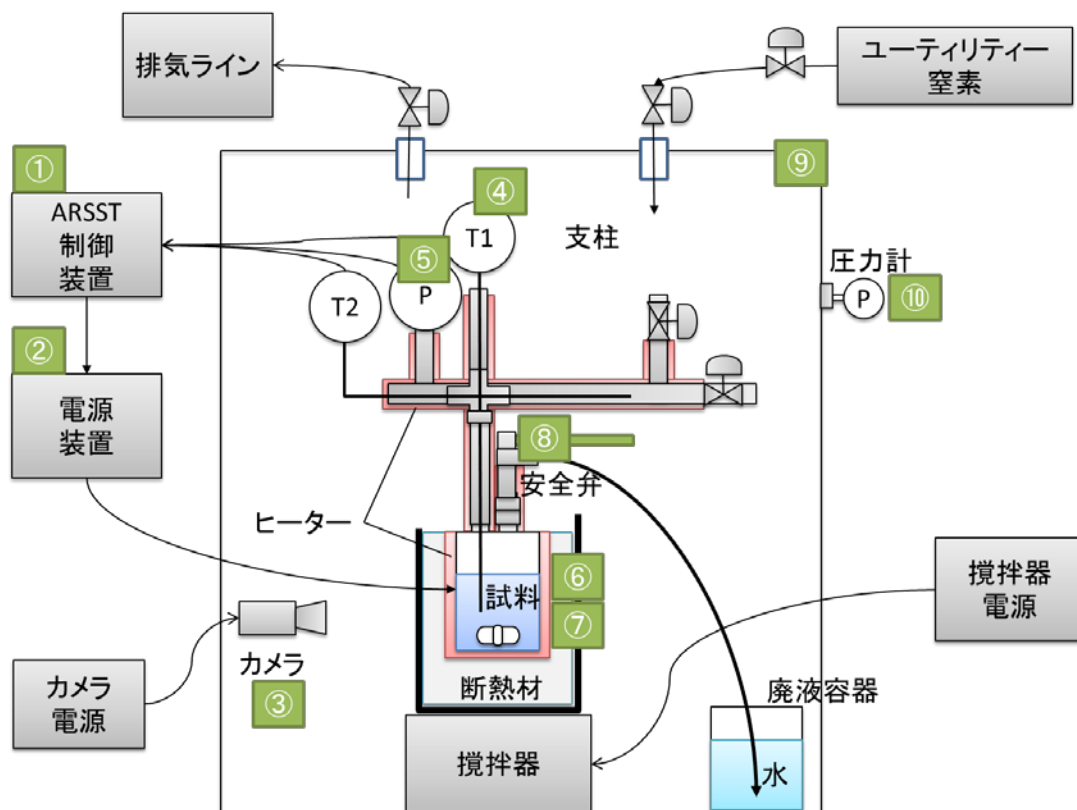 排気ライン
ユーティリティー
窒素
①
ARSST
制御
装置
②
電源
装置
④
T1
⑤
P
T2
支柱
⑨
圧力計
P
⑩
⑧
安全弁
ヒーター
⑥
試料
⑦
断熱材
カメラ
③
カメラ
電源
撹拌器
撹拌器
電源
廃液容器
水